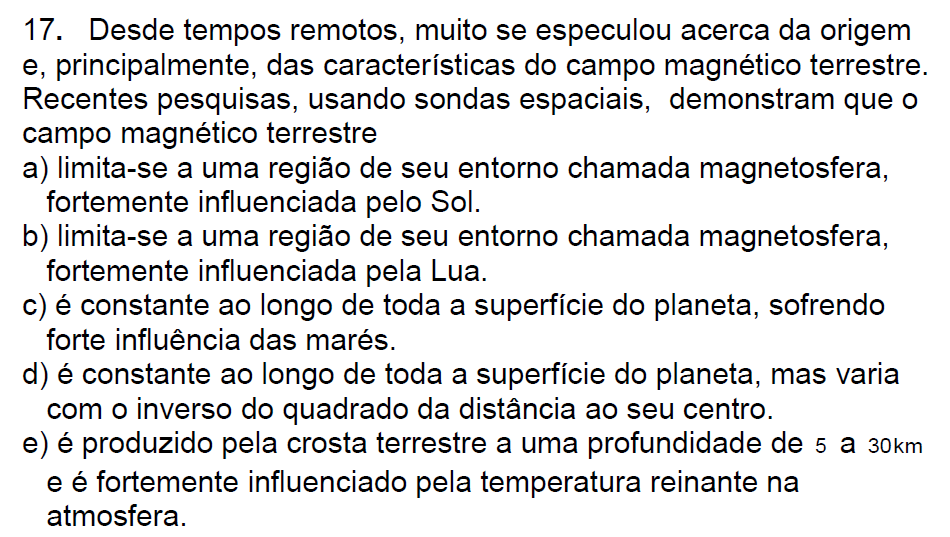 17. Desde tempos remotos, muito se especulou acerca da origem
e, principalmente, das características do campo magnético terrestre.
Recentes pesquisas, usando sondas espaciais, demonstram que o
campo magnético terrestre
a) limita-se a uma região de seu entorno chamada magnetosfera,
fortemente influenciada pelo Sol.
b) limita-se a uma região de seu entorno chamada magnetosfera,
fortemente influenciada pela Lua.
c) é constante ao longo de toda a superfície do planeta, sofrendo
forte influência das marés.
d) é constante ao longo de toda a superfície do planeta, mas varia
com o inverso do quadrado da distância ao seu centro.
e) é produzido pela crosta terrestre a uma profundidade de 5 a 30km
e é fortemente influenciado pela temperatura reinante na
atmosfera.